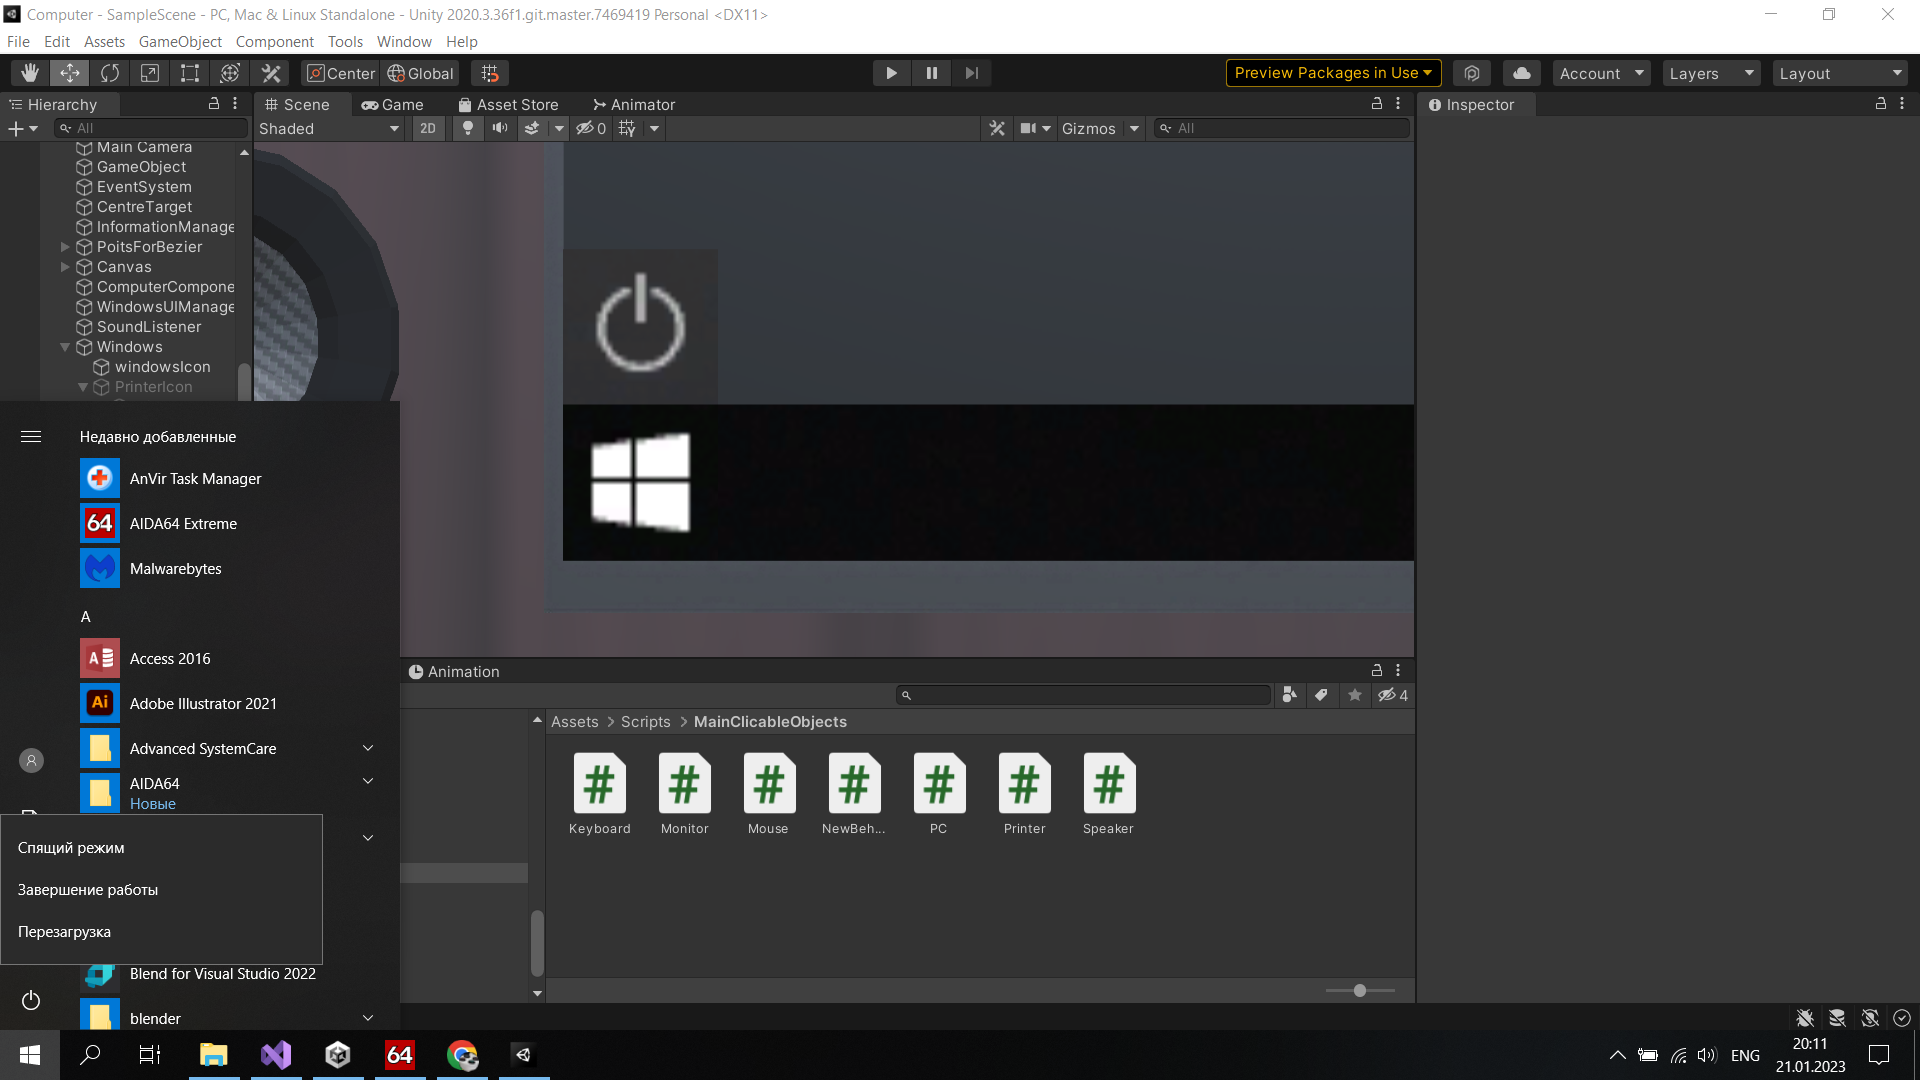 Computer - SampleScene - PC, Mac & Linux Standalone - Unity 2020.3.36f1.git.master.7469419 Personal <DX11>
File Edit Assets GameObject Component Tools Window Help
Center Global Preview Packages in Use Account Layers Layout
Hierarchy Scene Game Asset Store Animator Inspector
All Shaded 2D 0 Gizmos All
Main Camera
GameObject
EventSystem
CentreTarget
InformationManage
PoitsForBezier
Canvas
ComputerCompone
WindowsUIManage
SoundListener
Windows
windowsIcon
PrinterIcon
Недавно добавленные
AnVir Task Manager
64 AIDA64 Extreme
Malwarebytes
A
A Access 2016
Ai Adobe Illustrator 2021
Advanced SystemCare
AIDA64
Новые
Спящий режим
Завершение работы
Перезагрузка
Blend for Visual Studio 2022
blender
Animation
4
Assets > Scripts > MainClicableObjects
# # # # # # #
Keyboard Monitor Mouse NewBeh... PC Printer Speaker
64
ENG
20:11
21.01.2023